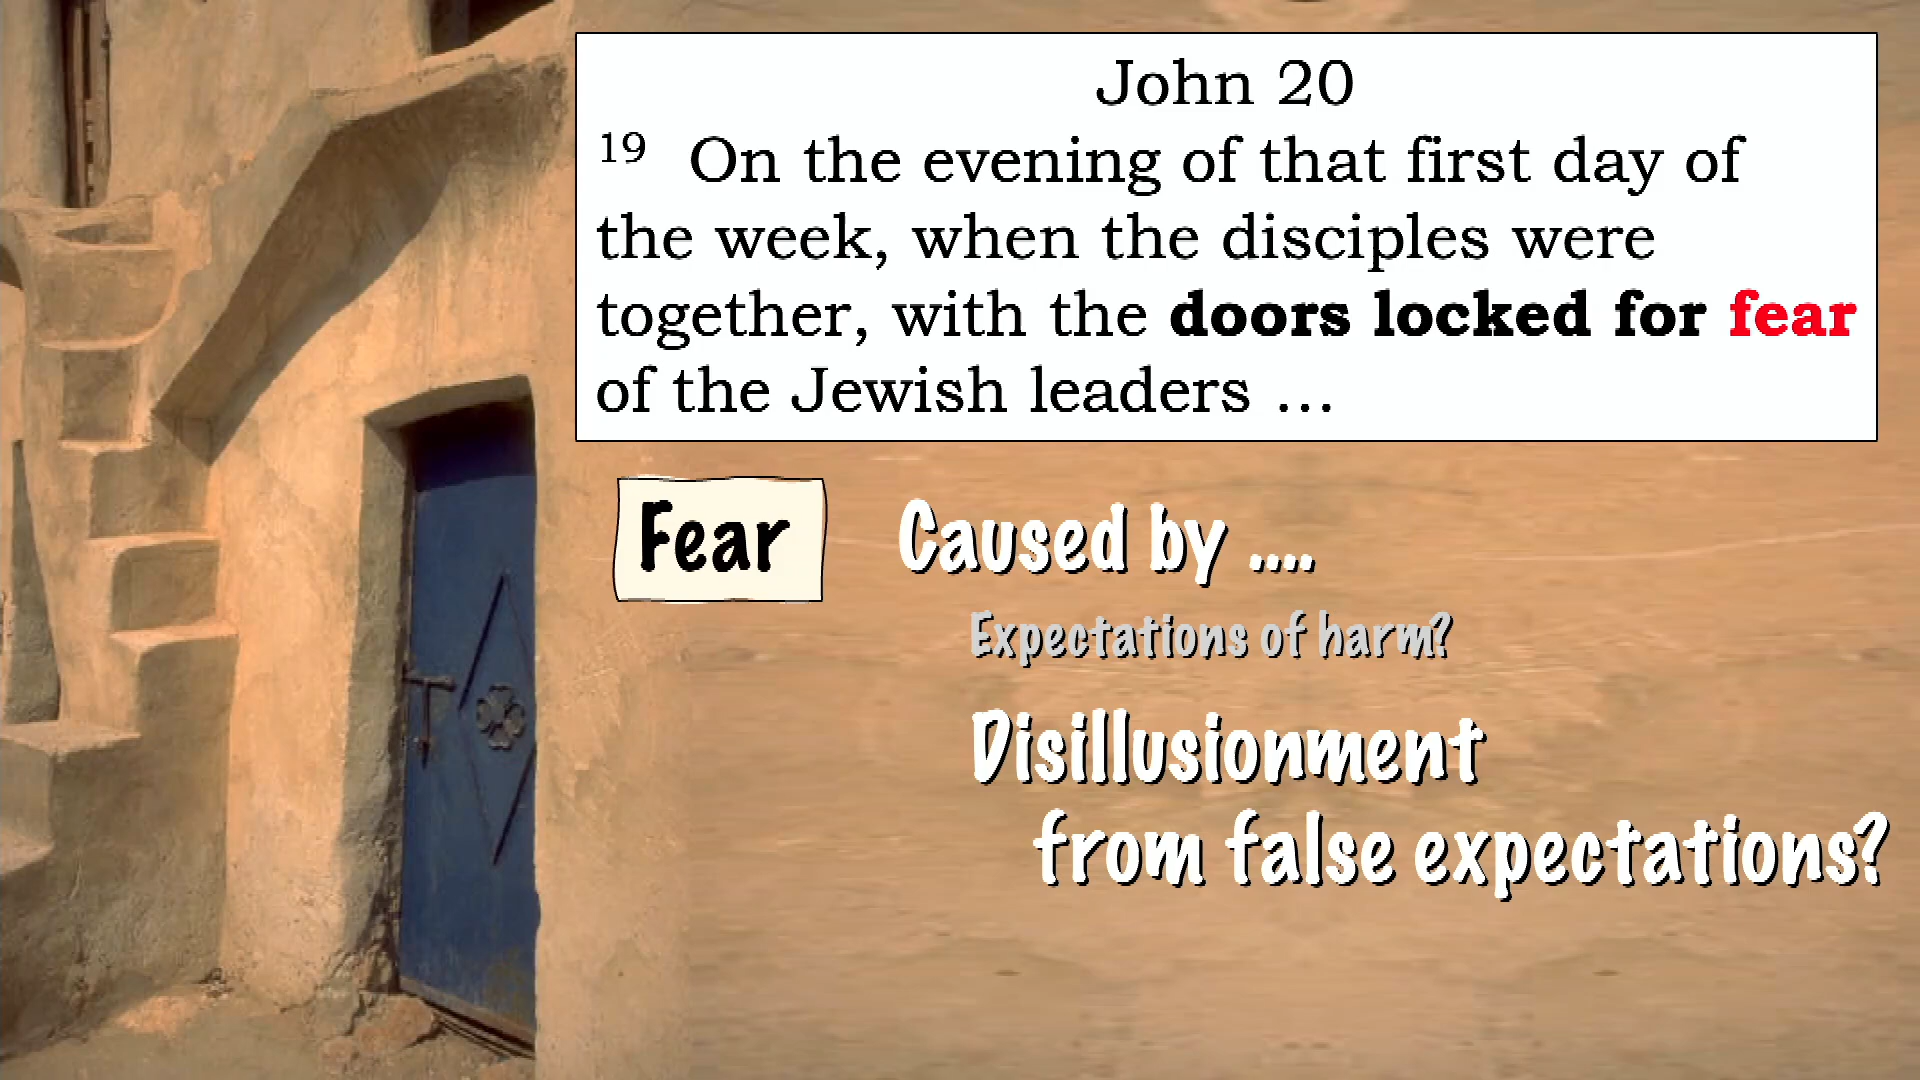 John 20
19 On the evening of that first day of
the week, when the disciples were
together, with the doors locked for fear
of the Jewish leaders …
Fear
Caused by ....
Expectations of harm?
Disillusionment
from false expectations?